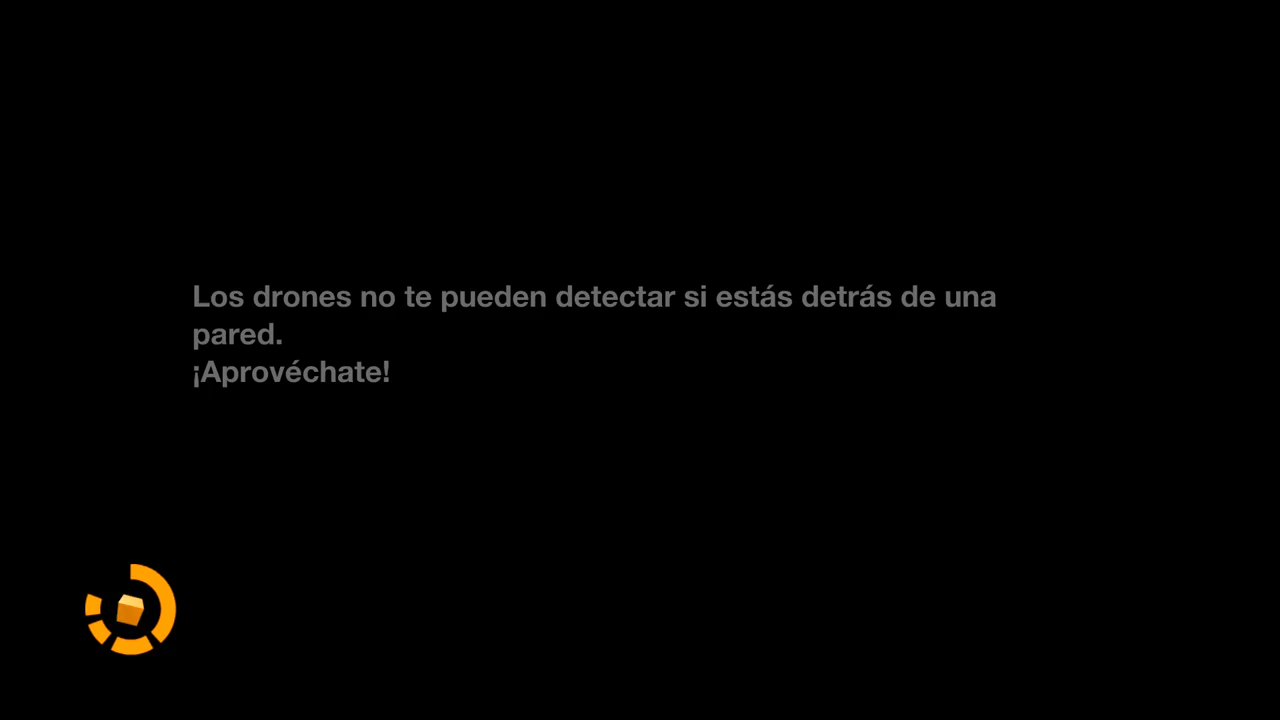 Los drones no te pueden detectar si estás detrás de una
pared.
¡Aprovéchate!